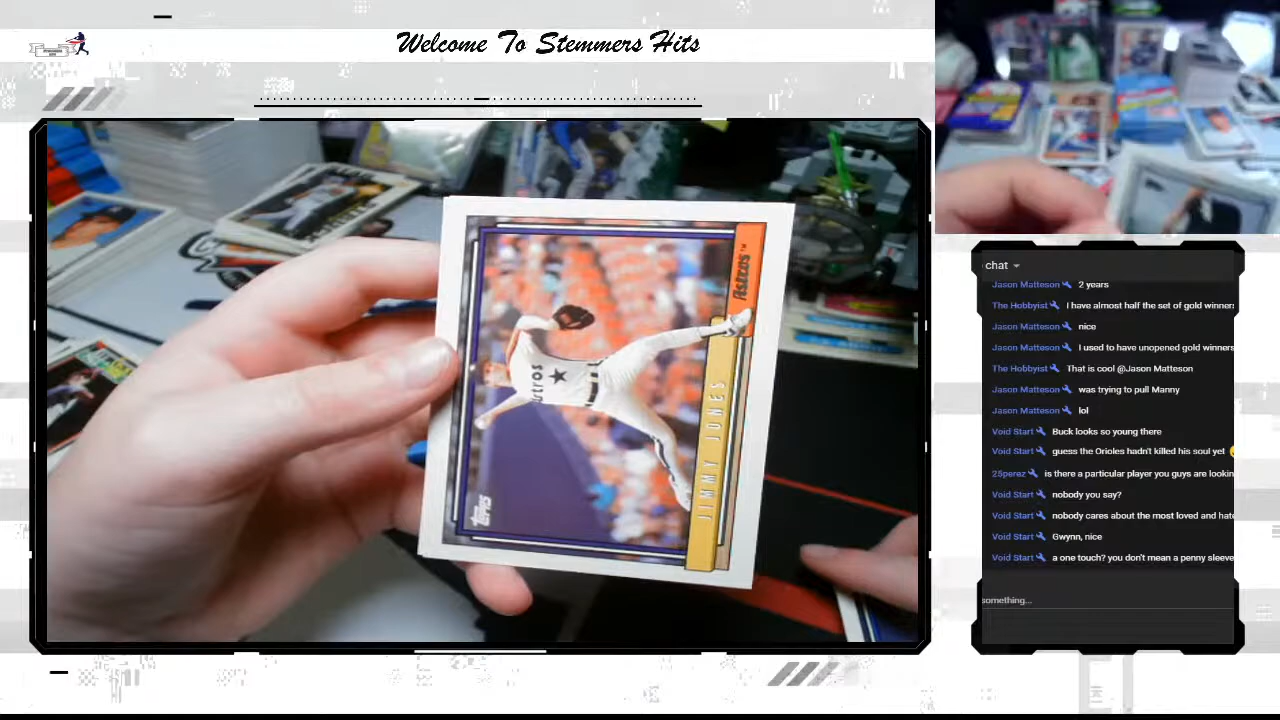 Welcome To Stemmers Hits
Astros™
JIMMY JONES
stros
TOPPS
chat
Jason Matteson 2 years
The Hobbyist I have almost half the set of gold winners
Jason Matteson nice
Jason Matteson I used to have unopened gold winners
The Hobbyist That is cool @Jason Matteson
Jason Matteson was trying to pull Manny
Jason Matteson lol
Void Start Buck looks so young there
Void Start guess the Orioles hadn't killed his soul yet
25perez is there a particular player you guys are lookin
Void Start nobody you say?
Void Start nobody cares about the most loved and hate
Void Start Gwynn, nice
Void Start a one touch? you don't mean a penny sleeve
something...